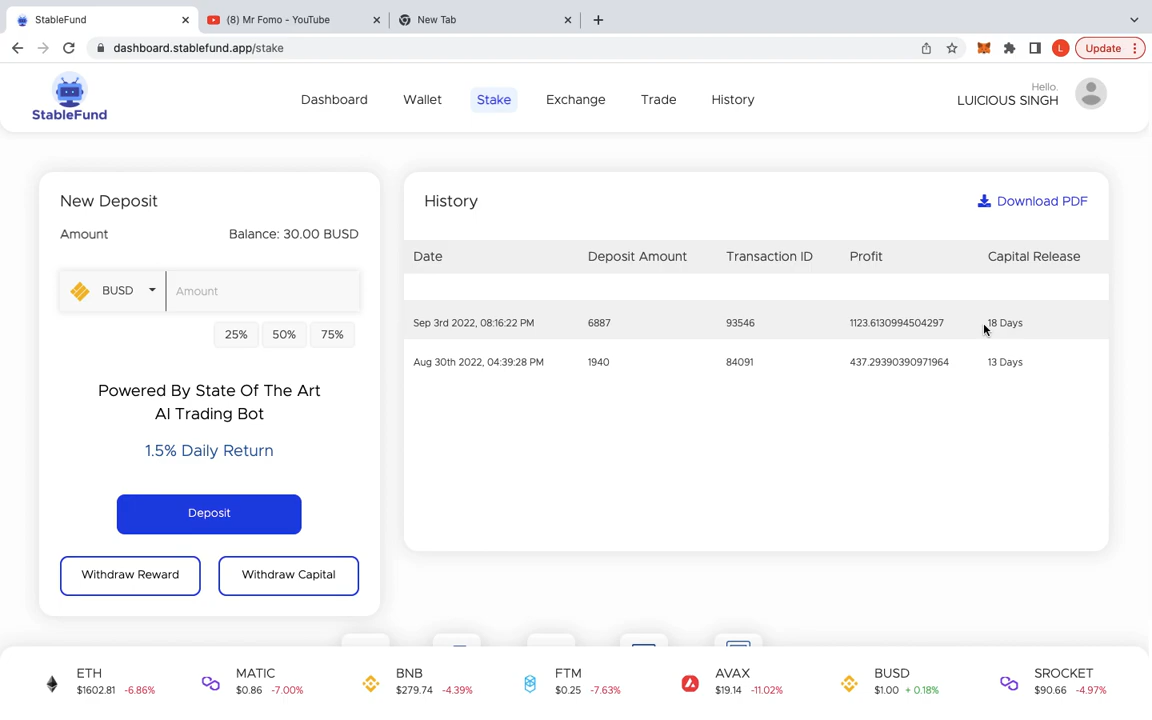 StableFund
(8) Mr Fomo - YouTube
New Tab
dashboard.stablefund.app/stake
L
Update
StableFund
Dashboard
Wallet
Stake
Exchange
Trade
History
Hello.
LUICIOUS SINGH
New Deposit
Amount
Balance: 30.00 BUSD
BUSD
Amount
25%
50%
75%
Powered By State Of The Art
AI Trading Bot
1.5% Daily Return
Deposit
Withdraw Reward
Withdraw Capital
History
Download PDF
Date Deposit Amount Transaction ID Profit Capital Release
Sep 3rd 2022, 08:16:22 PM 6887 93546 1123.6130994504297 18 Days
Aug 30th 2022, 04:39:28 PM 1940 84091 437.29390390971964 13 Days
ETH
$1602.81 -6.86%
MATIC
$0.86 -7.00%
BNB
$279.74 -4.39%
FTM
$0.25 -7.63%
AVAX
$19.14 -11.02%
BUSD
$1.00 + 0.18%
SROCKET
$90.66 -4.97%